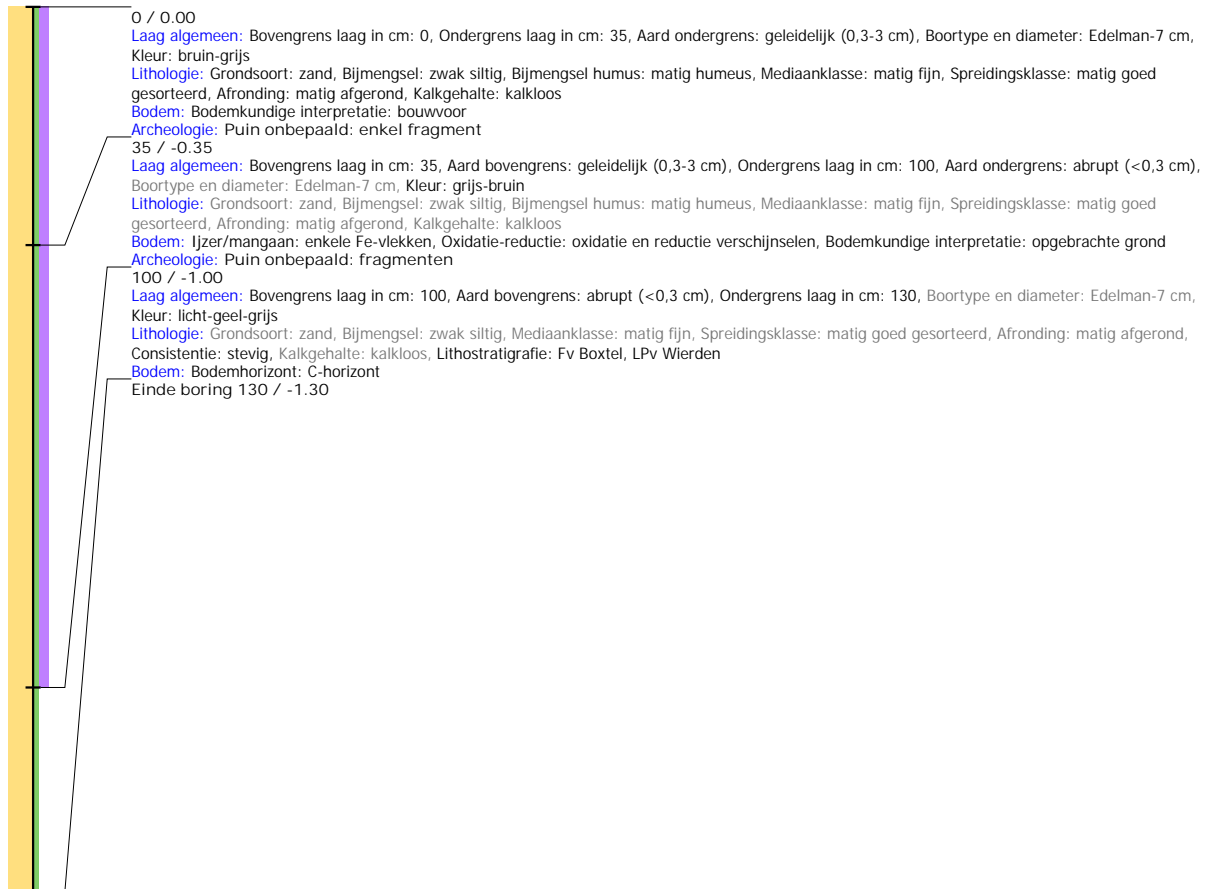 0 / 0.00
Laag algemeen: Bovengrens laag in cm: 0, Ondergrens laag in cm: 35, Aard ondergrens: geleidelijk (0,3-3 cm), Boortype en diameter: Edelman-7 cm,
Kleur: bruin-grijs
Lithologie: Grondsoort: zand, Bijmengsel: zwak siltig, Bijmengsel humus: matig humeus, Mediaanklasse: matig fijn, Spreidingsklasse: matig goed
gesorteerd, Afronding: matig afgerond, Kalkgehalte: kalkloos
Bodem: Bodemkundige interpretatie: bouwvoor
Archeologie: Puin onbepaald: enkel fragment
35 / -0.35
Laag algemeen: Bovengrens laag in cm: 35, Aard bovengrens: geleidelijk (0,3-3 cm), Ondergrens laag in cm: 100, Aard ondergrens: abrupt (<0,3 cm),
Boortype en diameter: Edelman-7 cm, Kleur: grijs-bruin
Lithologie: Grondsoort: zand, Bijmengsel: zwak siltig, Bijmengsel humus: matig humeus, Mediaanklasse: matig fijn, Spreidingsklasse: matig goed
gesorteerd, Afronding: matig afgerond, Kalkgehalte: kalkloos
Bodem: Ijzer/mangaan: enkele Fe-vlekken, Oxidatie-reductie: oxidatie en reductie verschijnselen, Bodemkundige interpretatie: opgebrachte grond
Archeologie: Puin onbepaald: fragmenten
100 / -1.00
Laag algemeen: Bovengrens laag in cm: 100, Aard bovengrens: abrupt (<0,3 cm), Ondergrens laag in cm: 130, Boortype en diameter: Edelman-7 cm,
Kleur: licht-geel-grijs
Lithologie: Grondsoort: zand, Bijmengsel: zwak siltig, Mediaanklasse: matig fijn, Spreidingsklasse: matig goed gesorteerd, Afronding: matig afgerond,
Consistentie: stevig, Kalkgehalte: kalkloos, Lithostratigrafie: Fv Boxtel, LPv Wierden
Bodem: Bodemhorizont: C-horizont
Einde boring 130 / -1.30